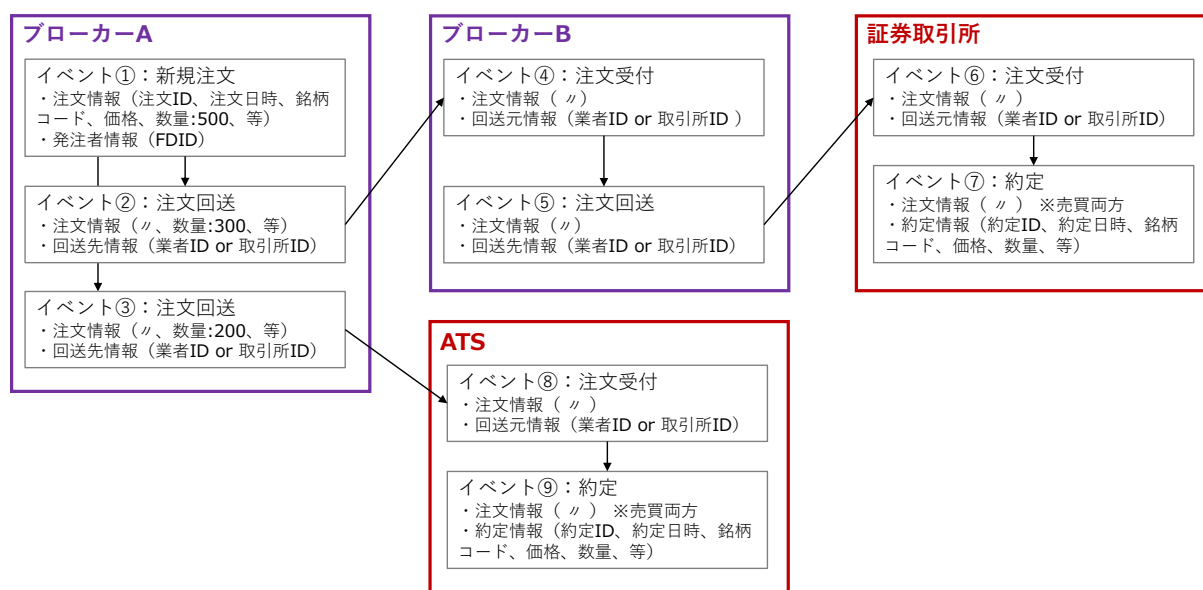 ブローカーA
イベント①：新規注文
・注文情報（注文ID、注文日時、銘柄
コード、価格、数量:500、等）
・発注者情報（FDID）
イベント②：注文回送
・注文情報（〃、数量:300、等）
・回送先情報（業者ID or 取引所ID）
イベント③：注文回送
・注文情報（〃、数量:200、等）
・回送先情報（業者ID or 取引所ID）
ブローカーB
イベント④：注文受付
・注文情報（ 〃）
・回送元情報（業者ID or 取引所ID ）
イベント⑤：注文回送
・注文情報（〃）
・回送先情報（業者ID or 取引所ID）
証券取引所
イベント⑥：注文受付
・注文情報（ 〃 ）
・回送元情報（業者ID or 取引所ID）
イベント⑦：約定
・注文情報（ 〃 ） ※売買両方
・約定情報（約定ID、約定日時、銘柄
コード、価格、数量、等）
ATS
イベント⑧：注文受付
・注文情報（ 〃 ）
・回送元情報（業者ID or 取引所ID）
イベント⑨：約定
・注文情報（ 〃 ） ※売買両方
・約定情報（約定ID、約定日時、銘柄
コード、価格、数量、等）